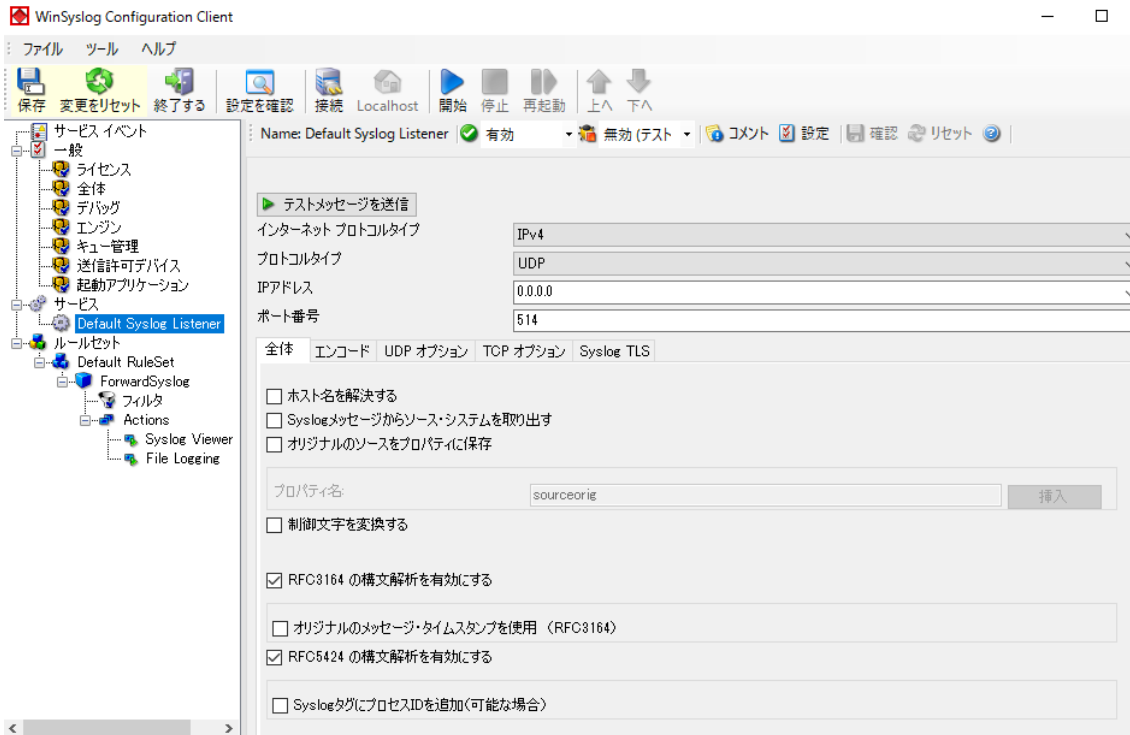 WinSyslog Configuration Client
ファイル ツール ヘルプ
保存 変更をリセット 終了する 設定を確認 接続 Localhost 開始 停止 再起動 上へ 下へ
サービス イベント
一般
ライセンス
全体
デバッグ
エンジン
キュー管理
送信許可デバイス
起動アプリケーション
サービス
Default Syslog Listener
ルールセット
Default RuleSet
ForwardSyslog
フィルタ
Actions
Syslog Viewer
File Logging
Name: Default Syslog Listener 有効 無効 (テスト コメント 設定 確認 リセット
テストメッセージを送信
インターネット プロトコルタイプ IPv4
プロトコルタイプ UDP
IPアドレス 0.0.0.0
ポート番号 514
全体 エンコード UDP オプション TCP オプション Syslog TLS
ホスト名を解決する
Syslogメッセージからソース・システムを取り出す
オリジナルのソースをプロパティに保存
プロパティ名: sourceorig 挿入
制御文字を変換する
RFC3164 の構文解析を有効にする
オリジナルのメッセージ・タイムスタンプを使用 (RFC3164)
RFC5424 の構文解析を有効にする
SyslogタグにプロセスIDを追加(可能な場合)